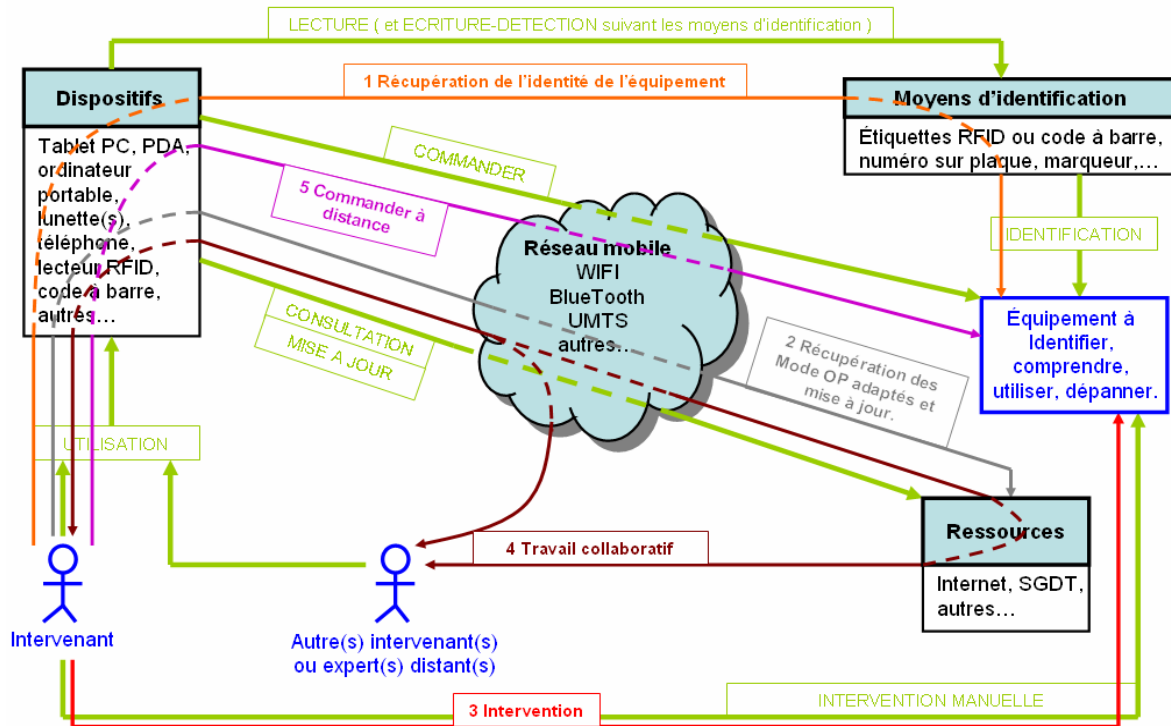 LECTURE ( et ECRITURE-DETECTION suivant les moyens d'identification )
1 Récupération de l'identité de l'équipement
Dispositifs
Tablet PC, PDA,
ordinateur
portable,
lunette(s),
téléphone,
lecteur RFID,
code à barre,
autres…
Moyens d'identification
Étiquettes RFID ou code à barre,
numéro sur plaque, marqueur,…
COMMANDER
5 Commander à
distance
IDENTIFICATION
Réseau mobile
WIFI
BlueTooth
UMTS
autres…
CONSULTATION
MISE A JOUR
Équipement à
Identifier,
comprendre,
utiliser, dépanner.
2 Récupération des
Mode OP adaptés et
mise à jour.
UTILISATION
Ressources
Internet, SGDT,
autres…
4 Travail collaboratif
Intervenant
Autre(s) intervenant(s)
ou expert(s) distant(s)
INTERVENTION MANUELLE
3 Intervention